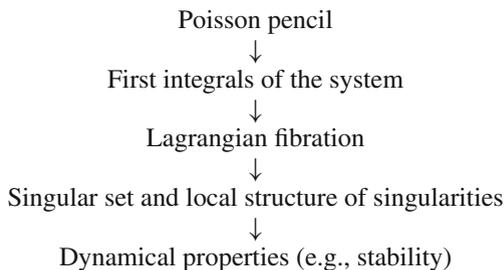 Poisson pencil
↓
First integrals of the system
↓
Lagrangian fibration
↓
Singular set and local structure of singularities
↓
Dynamical properties (e.g., stability)